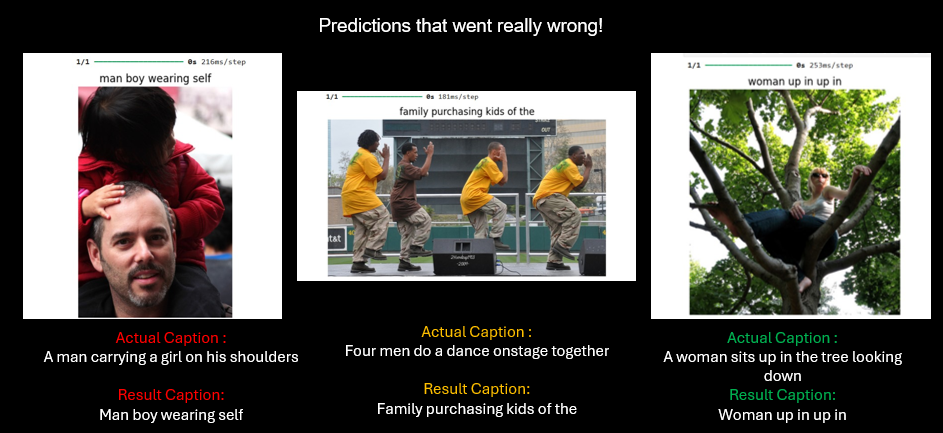 Predictions that went really wrong!
1/1 0s 216ms/step
man boy wearing self
1/1 0s 181ms/step
family purchasing kids of the
OUT
tat
1/1 0s 253ms/step
woman up in up in
Actual Caption :
A man carrying a girl on his shoulders
Result Caption:
Man boy wearing self
Actual Caption :
Four men do a dance onstage together
Result Caption:
Family purchasing kids of the
Actual Caption :
A woman sits up in the tree looking
down
Result Caption:
Woman up in up in